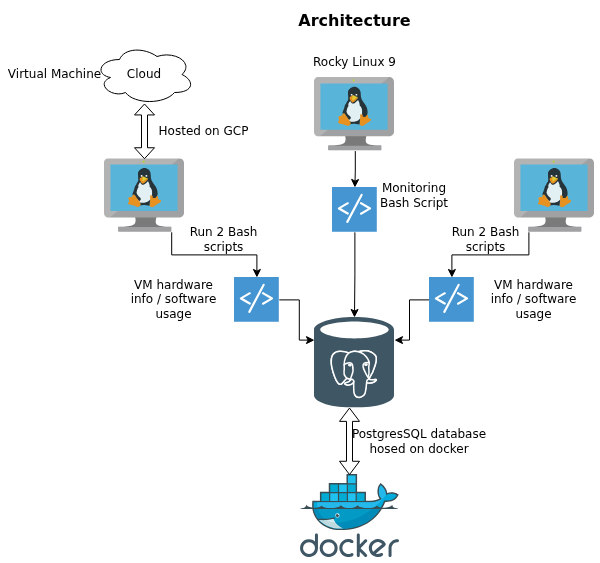 Architecture
Rocky Linux 9
Virtual Machine
Cloud
Hosted on GCP
Monitoring
Bash Script
Run 2 Bash
scripts
Run 2 Bash
scripts
VM hardware
info / software
usage
</>
</>
</>
VM hardware
info / software
usage
PostgresSQL database
hosed on docker
docker